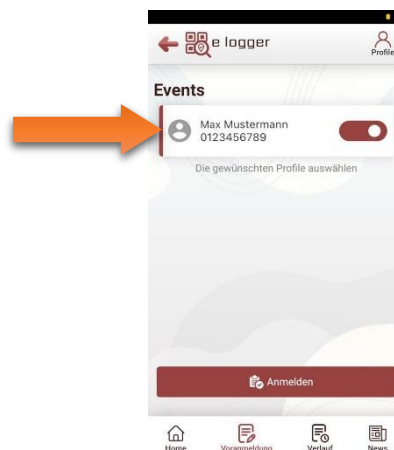 e logger
Profile
Events
Max Mustermann
0123456789
Die gewünschten Profile auswählen
Anmelden
Home Voranmeldung Verlauf News